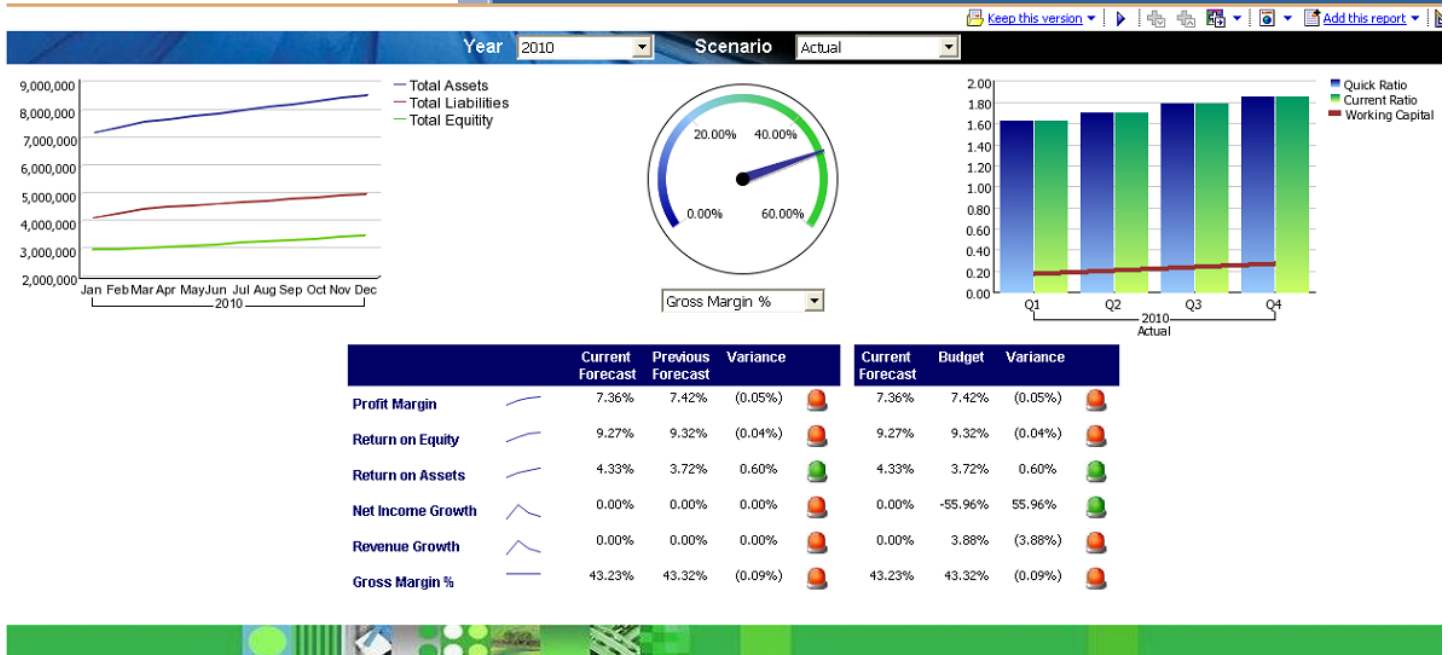 Keep this version Add this report
Year 2010 Scenario Actual
9,000,000
8,000,000
7,000,000
6,000,000
5,000,000
4,000,000
3,000,000
2,000,000
Jan Feb Mar Apr May Jun Jul Aug Sep Oct Nov Dec
2010
Total Assets
Total Liabilities
Total Equitity
20.00% 40.00%
0.00% 60.00%
Gross Margin %
2.00
1.80
1.60
1.40
1.20
1.00
0.80
0.60
0.40
0.20
0.00
Q1 Q2 Q3 Q4
2010
Actual
Quick Ratio
Current Ratio
Working Capital
Current Previous Variance Current Budget Variance
Forecast Forecast Forecast
Profit Margin 7.36% 7.42% (0.05%) 7.36% 7.42% (0.05%)
Return on Equity 9.27% 9.32% (0.04%) 9.27% 9.32% (0.04%)
Return on Assets 4.33% 3.72% 0.60% 4.33% 3.72% 0.60%
Net Income Growth 0.00% 0.00% 0.00% 0.00% -55.96% 55.96%
Revenue Growth 0.00% 0.00% 0.00% 0.00% 3.88% (3.88%)
Gross Margin % 43.23% 43.32% (0.09%) 43.23% 43.32% (0.09%)